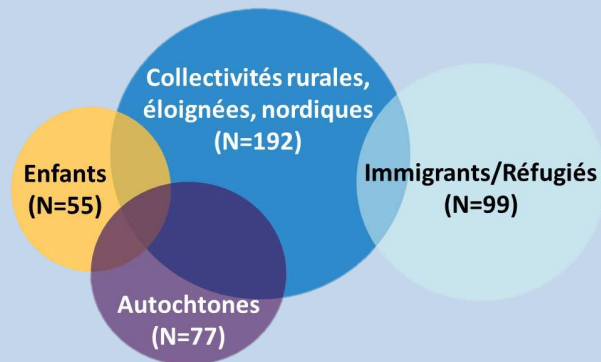 Collectivités rurales,
éloignées, nordiques
(N=192)
Enfants
(N=55)
Immigrants/Réfugiés
(N=99)
Autochtones
(N=77)